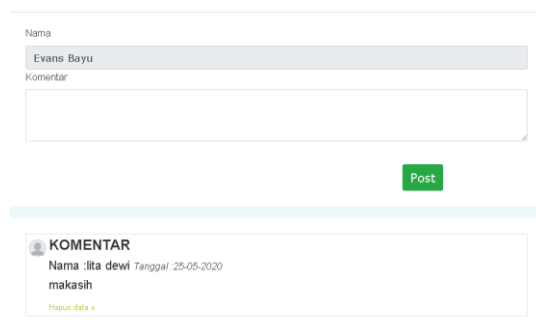 Nama
Evans Bayu
Komentar
Post
KOMENTAR
Nama :lita dewi Tanggal :25-05-2020
makasih
Hapus data »